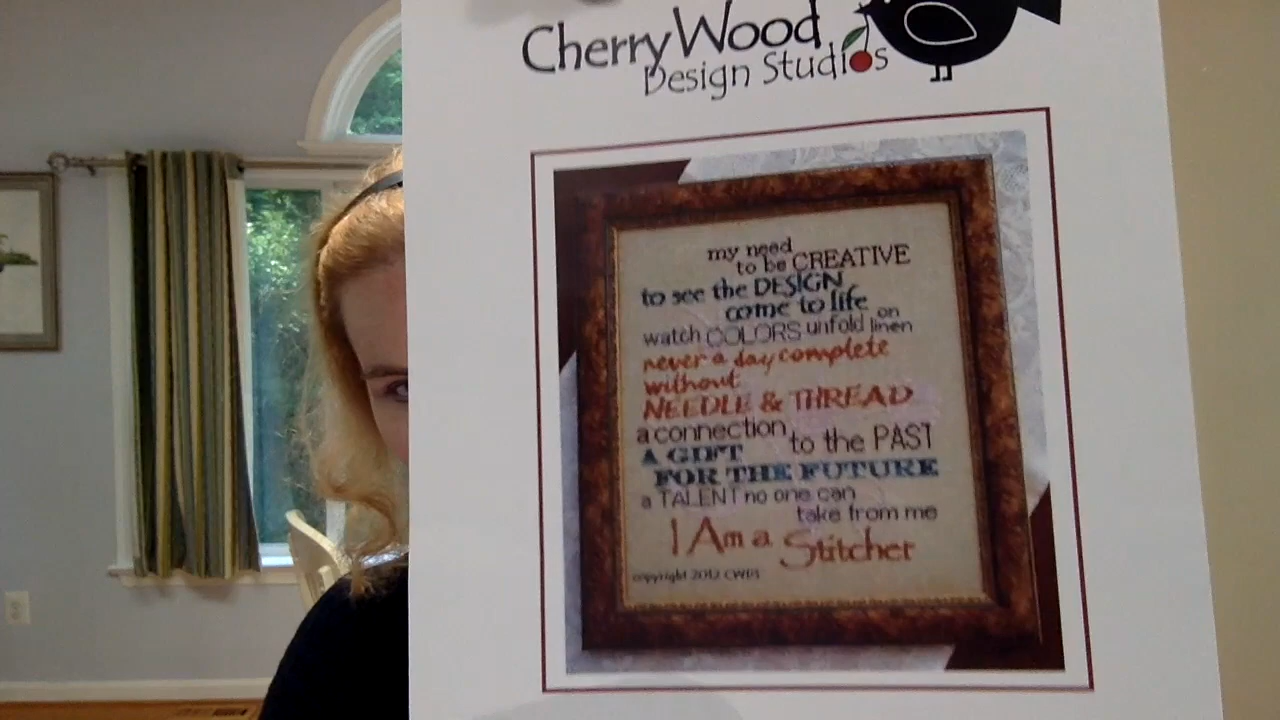 CherryWood
Design Studios
my need
to be CREATIVE
to see the DESIGN
come to life
watch COLORS unfold on linen
never a day complete
without
NEEDLE & THREAD
a connection to the PAST
A GIFT
FOR THE FUTURE
a TALENT no one can
take from me
I Am a Stitcher
copyright 2012 CWDS